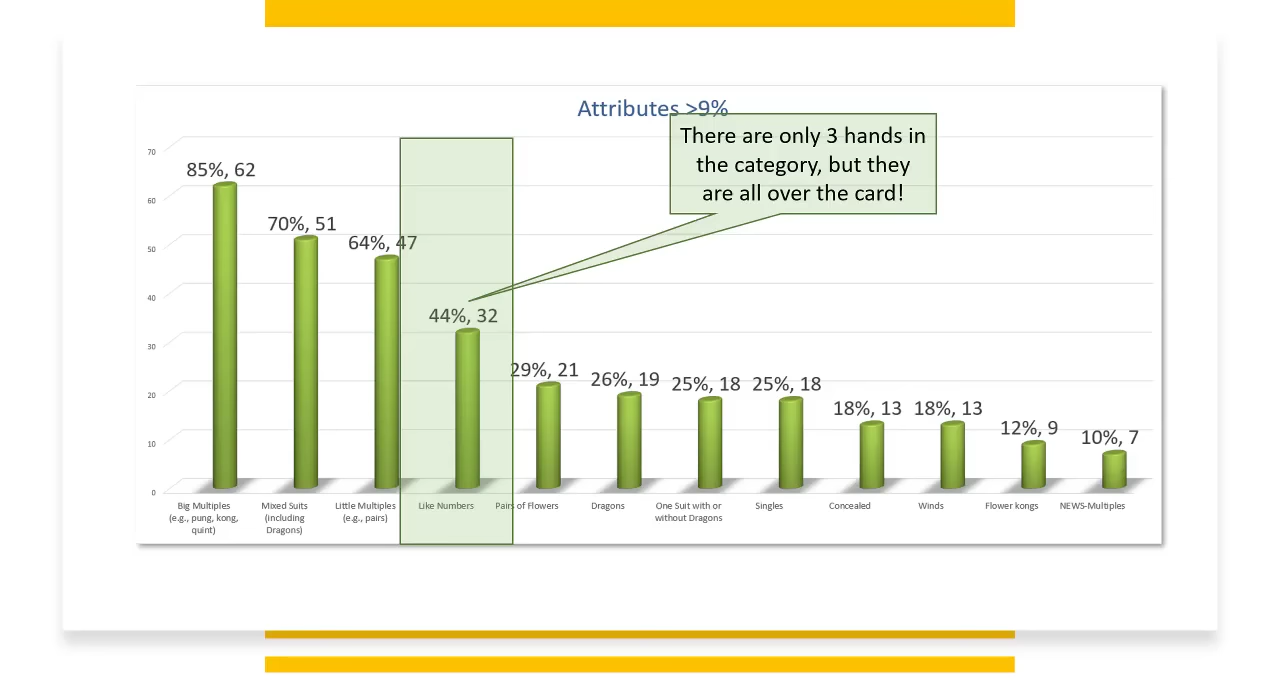 Attributes >9%
There are only 3 hands in
the category, but they
are all over the card!
70
60
50
40
30
20
10
0
85%, 62
70%, 51
64%, 47
44%, 32
29%, 21
26%, 19
25%, 18
25%, 18
18%, 13
18%, 13
12%, 9
10%, 7
Big Multiples
(e.g., pung, kong,
quint)
Mixed Suits
(including
Dragons)
Little Multiples
(e.g., pairs)
Like Numbers
Pairs of Flowers
Dragons
One Suit with or
without Dragons
Singles
Concealed
Winds
Flower kongs
NEWS-Multiples